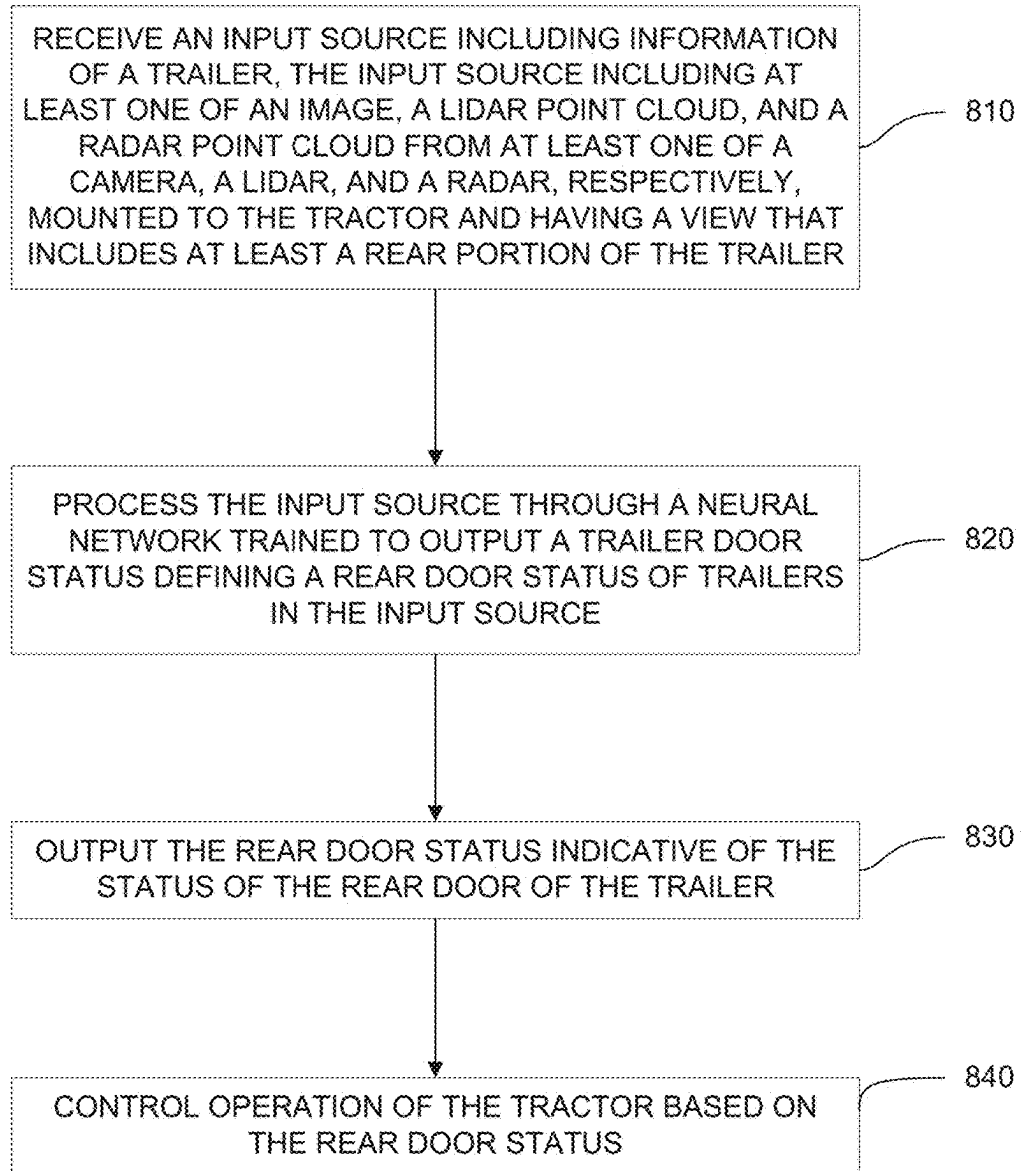 RECEIVE AN INPUT SOURCE INCLUDING INFORMATION
OF A TRAILER, THE INPUT SOURCE INCLUDING AT
LEAST ONE OF AN IMAGE, A LIDAR POINT CLOUD, AND A
RADAR POINT CLOUD FROM AT LEAST ONE OF A
CAMERA, A LIDAR, AND A RADAR, RESPECTIVELY,
MOUNTED TO THE TRACTOR AND HAVING A VIEW THAT
INCLUDES AT LEAST A REAR PORTION OF THE TRAILER
810
PROCESS THE INPUT SOURCE THROUGH A NEURAL
NETWORK TRAINED TO OUTPUT A TRAILER DOOR
STATUS DEFINING A REAR DOOR STATUS OF TRAILERS
IN THE INPUT SOURCE
820
OUTPUT THE REAR DOOR STATUS INDICATIVE OF THE
STATUS OF THE REAR DOOR OF THE TRAILER
830
CONTROL OPERATION OF THE TRACTOR BASED ON
THE REAR DOOR STATUS
840